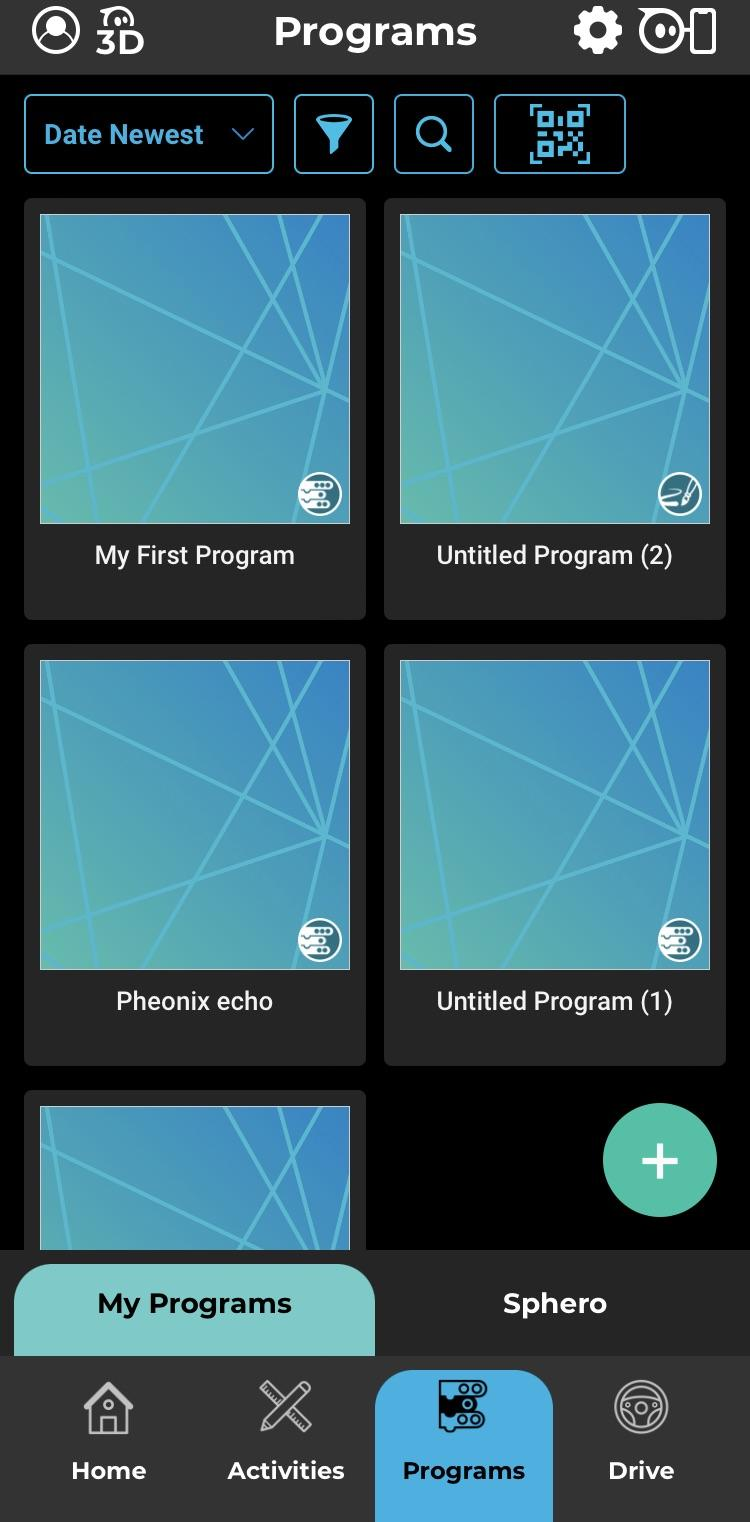 3D
Programs
Date Newest
My First Program
Untitled Program (2)
Pheonix echo
Untitled Program (1)
My Programs
Sphero
Home
Activities
Programs
Drive